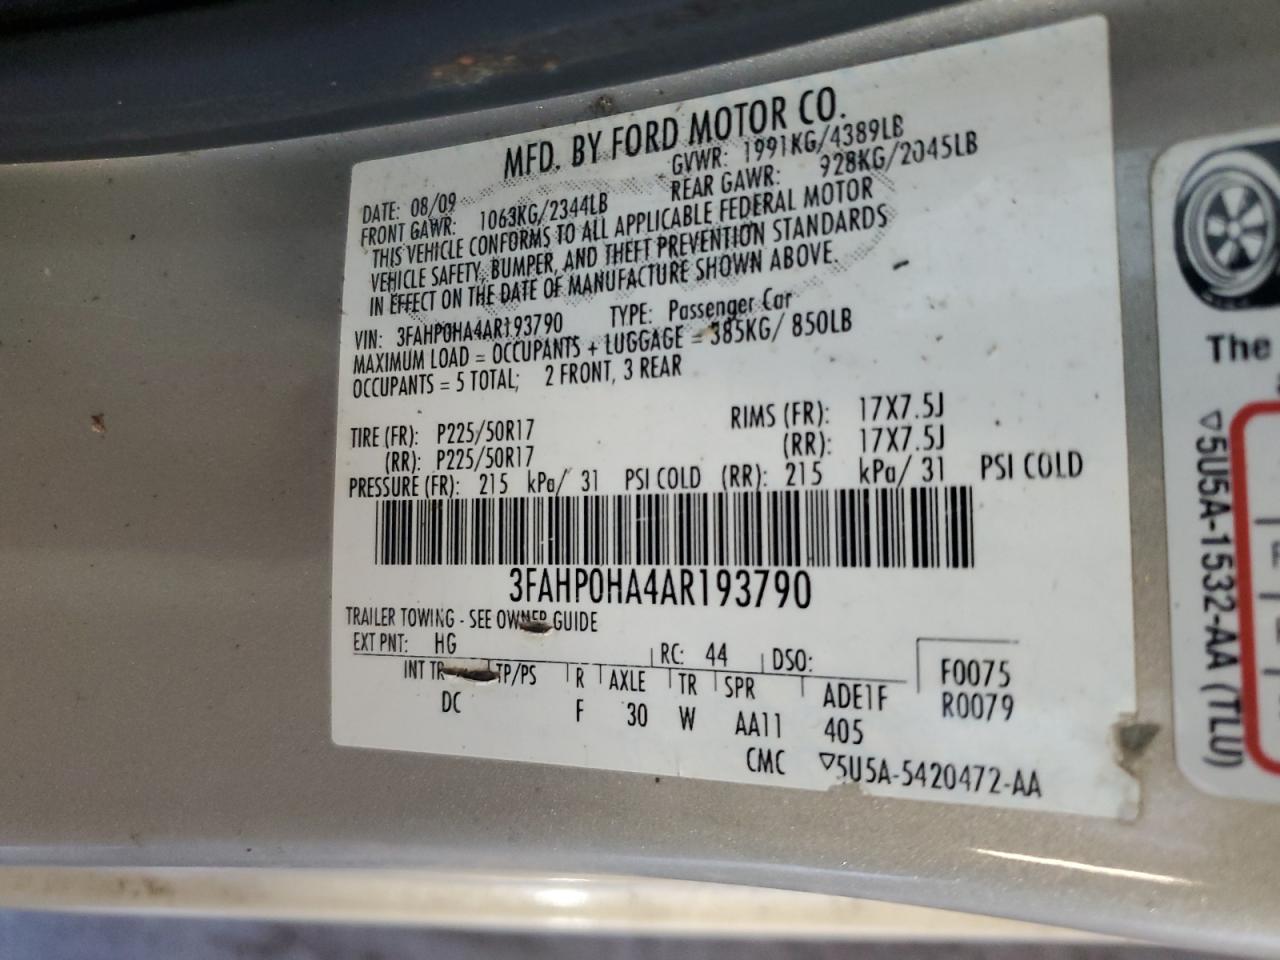 MFD. BY FORD MOTOR CO.
DATE: 08/09 GVWR: 1991KG/4389LB
FRONT GAWR: 1063KG/2344LB REAR GAWR: 928KG/2045LB
THIS VEHICLE CONFORMS TO ALL APPLICABLE FEDERAL MOTOR
VEHICLE SAFETY, BUMPER, AND THEFT PREVENTION STANDARDS
IN EFFECT ON THE DATE OF MANUFACTURE SHOWN ABOVE.
VIN: 3FAHP0HA4AR193790 TYPE: Passenger Car
MAXIMUM LOAD = OCCUPANTS + LUGGAGE = 385KG/ 850LB
OCCUPANTS = 5 TOTAL; 2 FRONT, 3 REAR
TIRE (FR): P225/50R17 RIMS (FR): 17X7.5J
(RR): P225/50R17 (RR): 17X7.5J
PRESSURE (FR): 215 kPa/ 31 PSI COLD (RR): 215 kPa/ 31 PSI COLD
3FAHP0HA4AR193790
TRAILER TOWING - SEE OWNER GUIDE
EXT PNT: HG RC: 44 DSO: F0075
INT TR TP/PS R AXLE TR SPR ADE1F R0079
DC F 30 W AA11 405
CMC ▽5U5A-5420472-AA
The
▽5U5A-1532-AA (TLU)